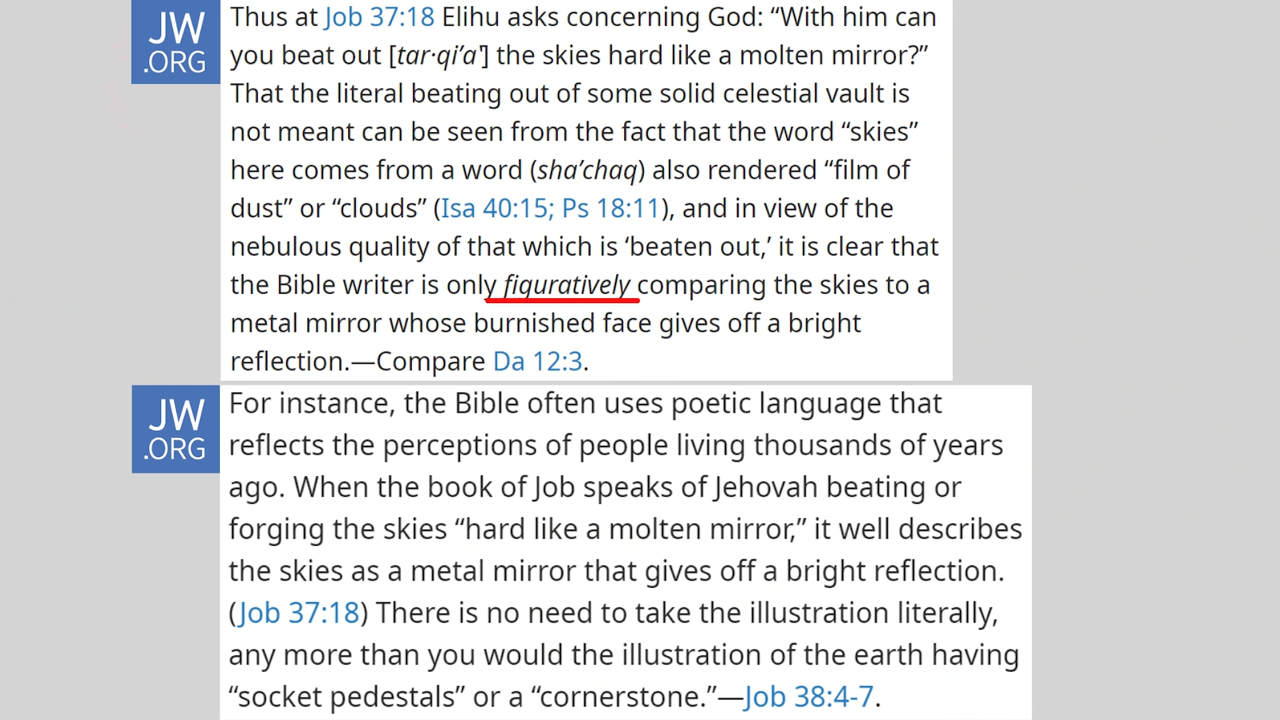 JW
.ORG
Thus at Job 37:18 Elihu asks concerning God: “With him can
you beat out [tar·qi′a‛] the skies hard like a molten mirror?”
That the literal beating out of some solid celestial vault is
not meant can be seen from the fact that the word “skies”
here comes from a word (sha′chaq) also rendered “film of
dust” or “clouds” (Isa 40:15; Ps 18:11), and in view of the
nebulous quality of that which is ‘beaten out,’ it is clear that
the Bible writer is only figuratively comparing the skies to a
metal mirror whose burnished face gives off a bright
reflection.—Compare Da 12:3.
JW
.ORG
For instance, the Bible often uses poetic language that
reflects the perceptions of people living thousands of years
ago. When the book of Job speaks of Jehovah beating or
forging the skies “hard like a molten mirror,” it well describes
the skies as a metal mirror that gives off a bright reflection.
(Job 37:18) There is no need to take the illustration literally,
any more than you would the illustration of the earth having
“socket pedestals” or a “cornerstone.”—Job 38:4-7.